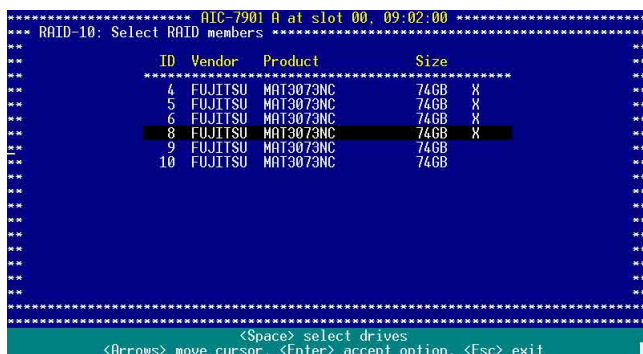 *********************** AIC-7901 A at slot 00, 09:02:00 ***********************
*** RAID-10: Select RAID members **********************************************
ID Vendor Product Size
*************************************************
4 FUJITSU MAT3073NC 74GB X
5 FUJITSU MAT3073NC 74GB X
6 FUJITSU MAT3073NC 74GB X
8 FUJITSU MAT3073NC 74GB X
9 FUJITSU MAT3073NC 74GB
10 FUJITSU MAT3073NC 74GB
<Space> select drives
<Arrows> move cursor, <Enter> accept option, <Esc> exit